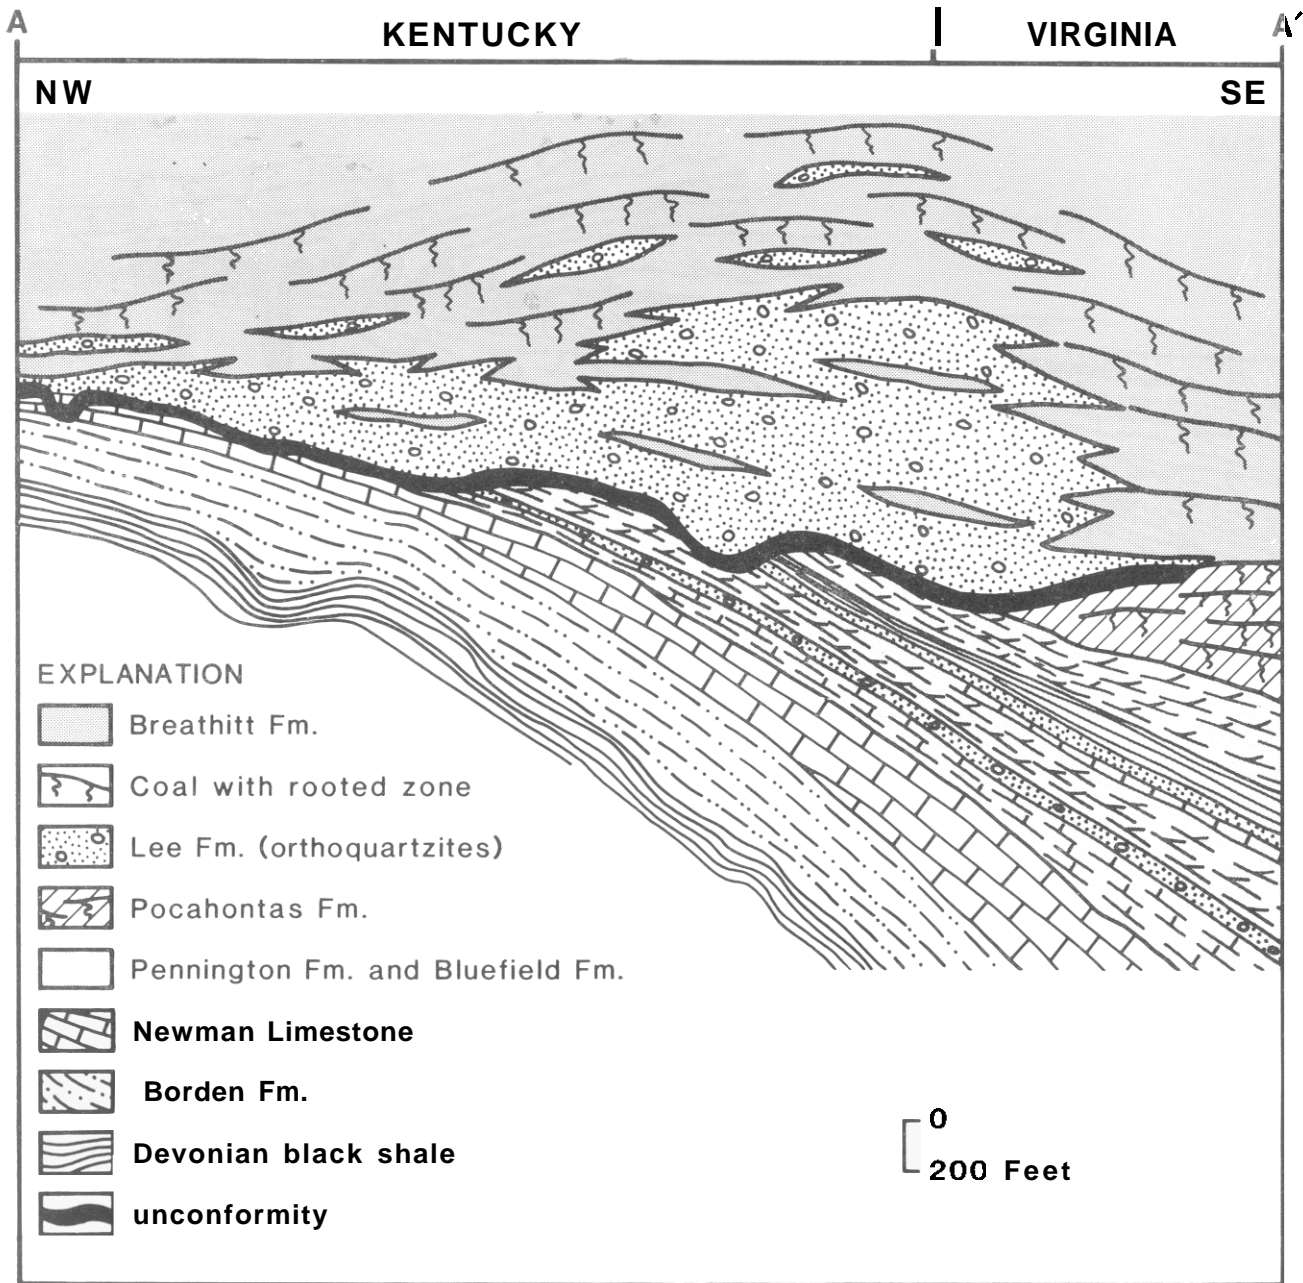 A A′
KENTUCKY VIRGINIA
NW SE
EXPLANATION
Breathitt Fm.
Coal with rooted zone
Lee Fm. (orthoquartzites)
Pocahontas Fm.
Pennington Fm. and Bluefield Fm.
Newman Limestone
Borden Fm.
Devonian black shale
unconformity
0
200 Feet